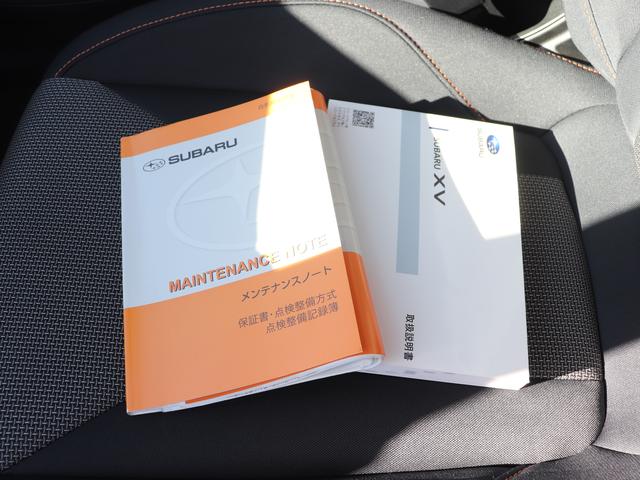 SUBARU
MAINTENANCE NOTE
メンテナンスノート
保証書・点検整備方式
点検整備記録簿
SUBARU
SUBARU XV
取扱説明書